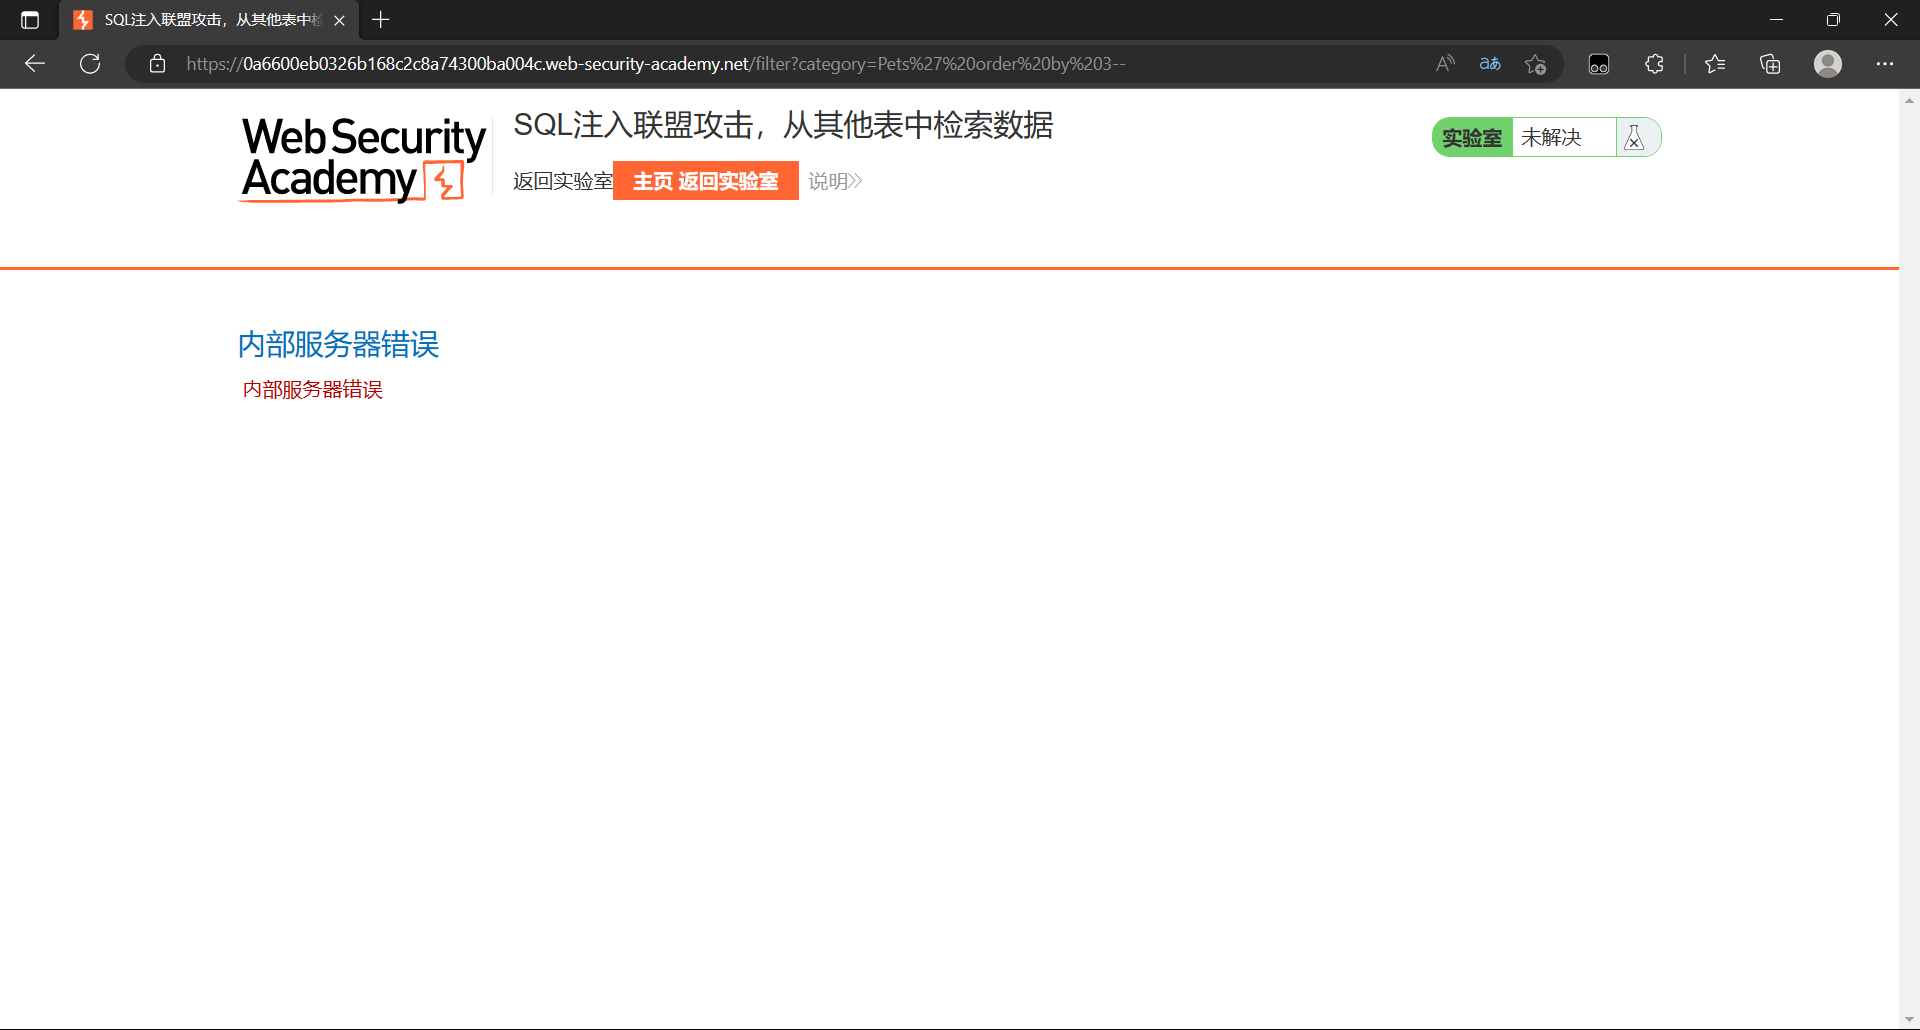 SQL注入联盟攻击，从其他表中
https://0a6600eb0326b168c2c8a74300ba004c.web-security-academy.net/filter?category=Pets%27%20order%20by%203--
aあ
Web Security
Academy
SQL注入联盟攻击，从其他表中检索数据
返回实验室 主页 返回实验室 说明
实验室 未解决
内部服务器错误
内部服务器错误